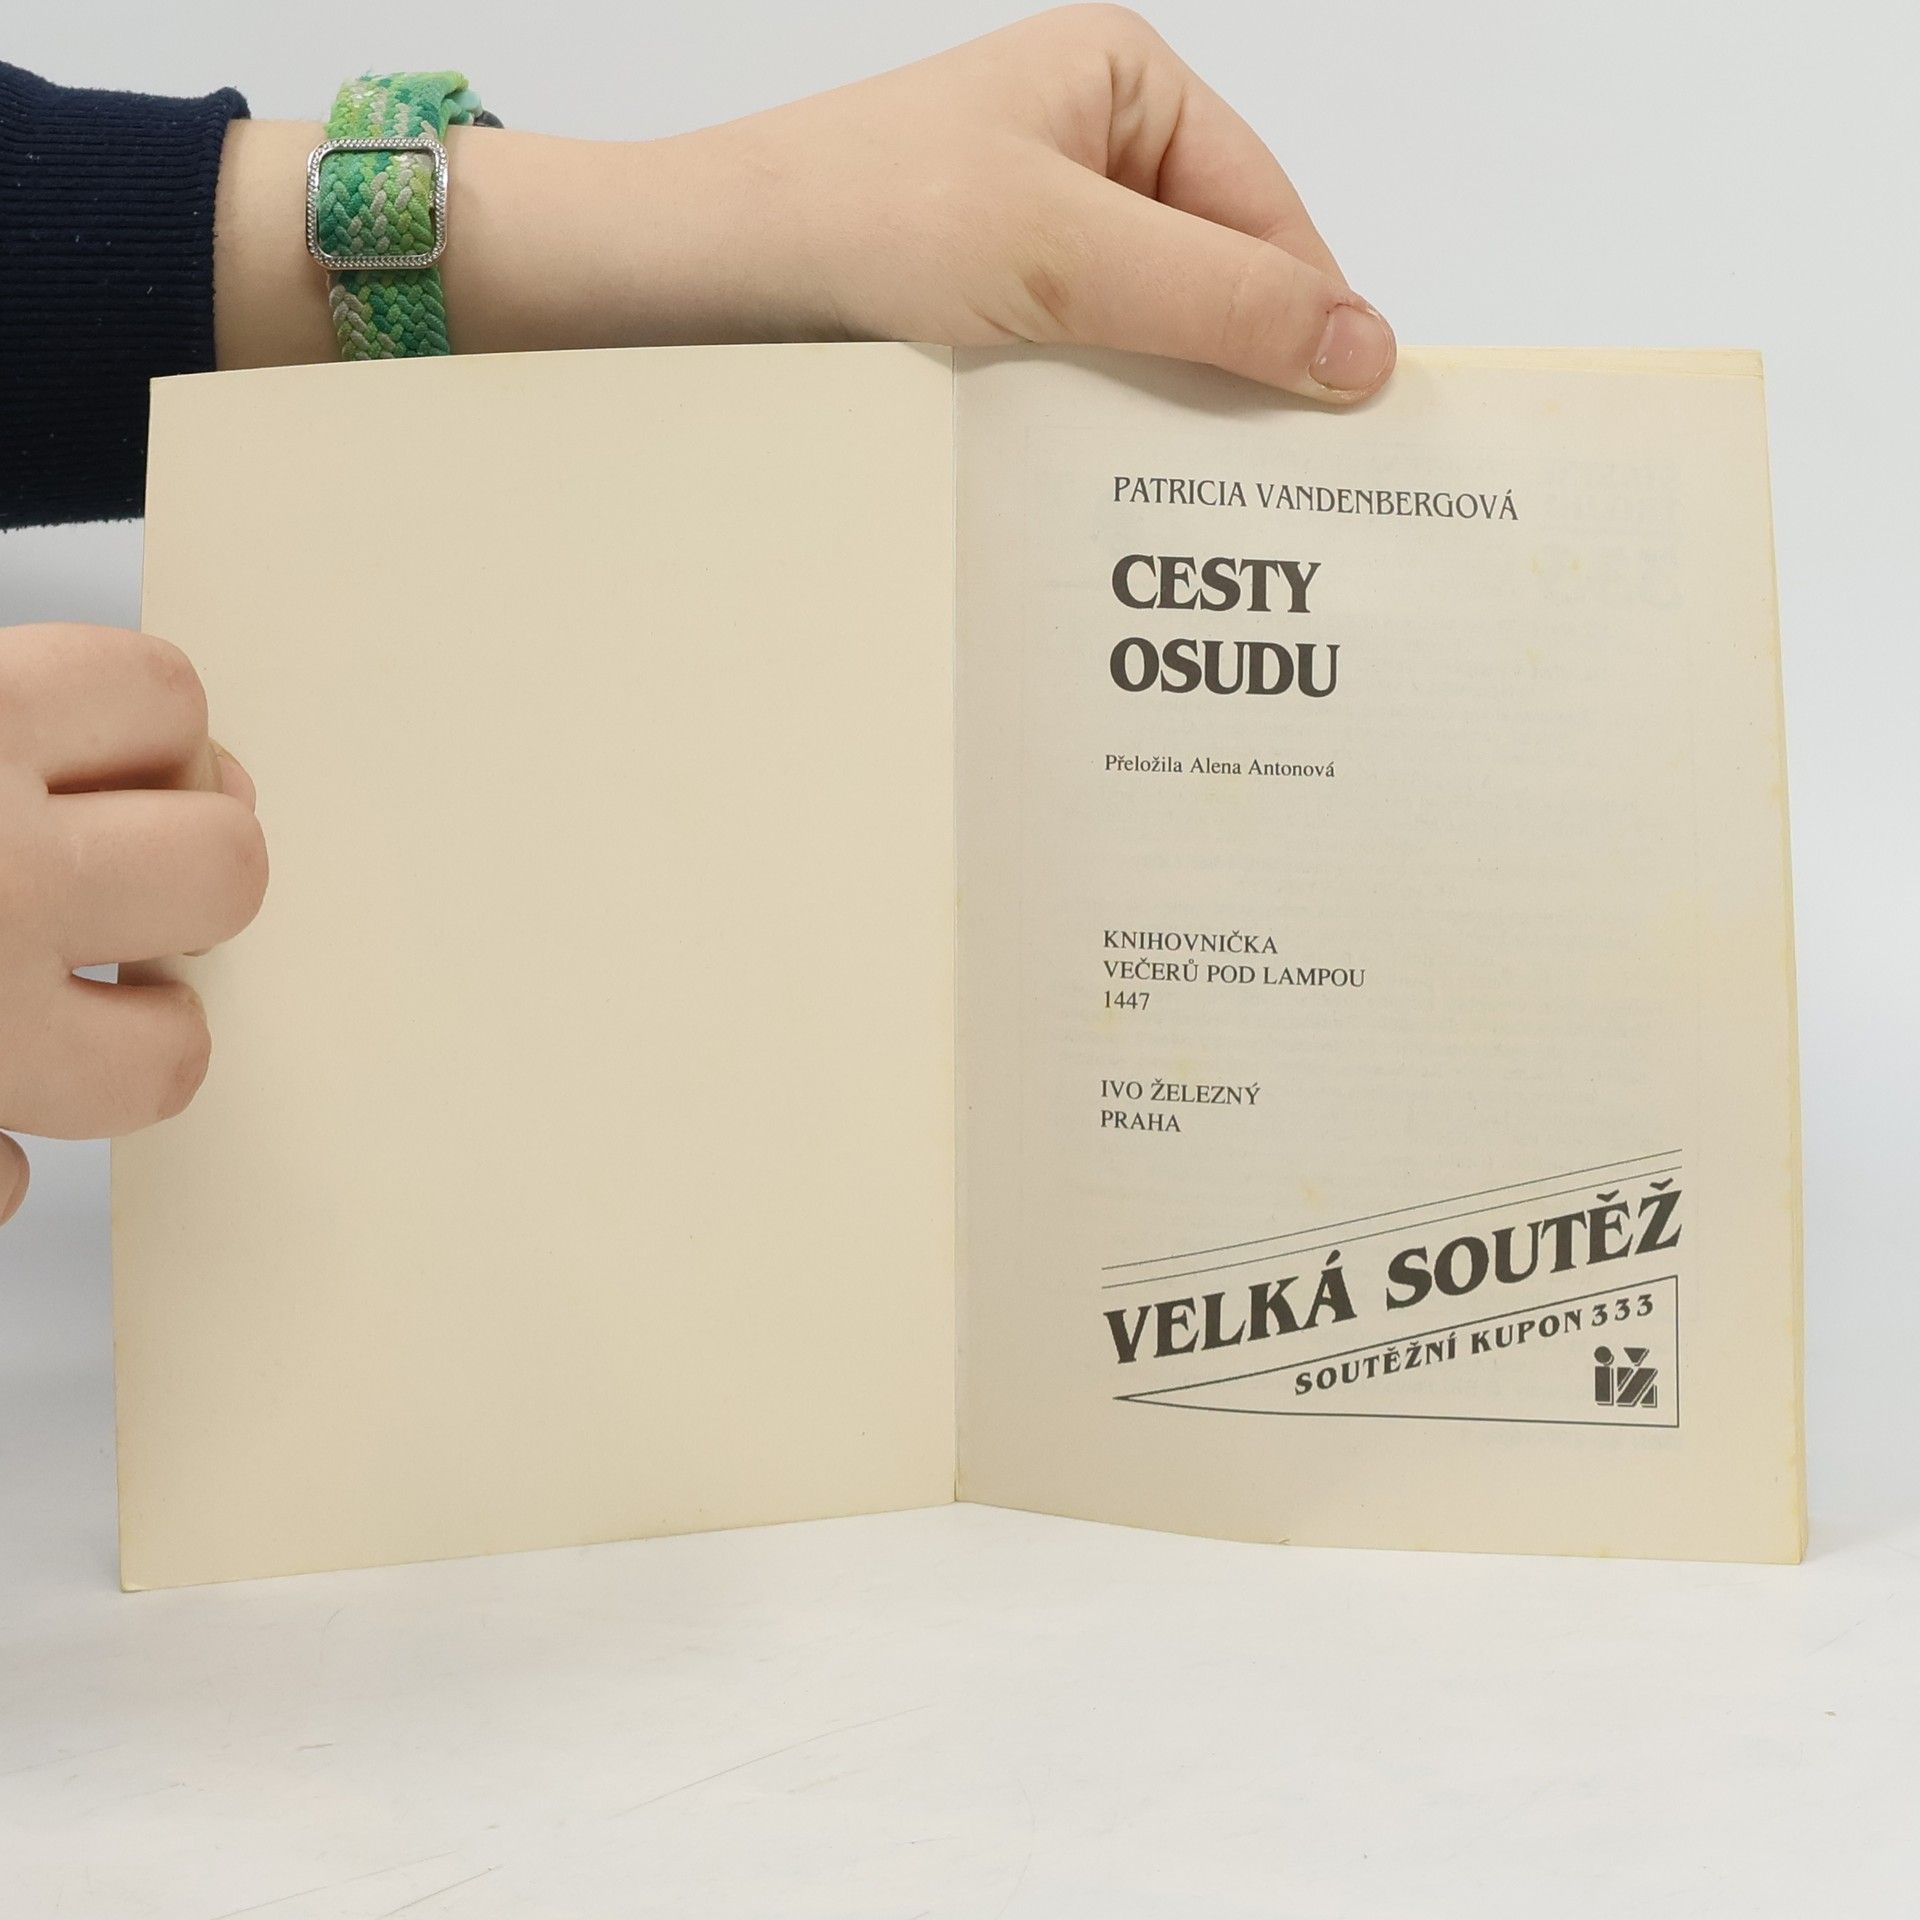 PATRICIA VANDENBERGOVÁ
CESTY
OSUDU
Přeložila Alena Antonová
KNIHOVNIČKA
VEČERŮ POD LAMPOU
1447
IVO ŽELEZNÝ
PRAHA
VELKÁ SOUTĚŽ
SOUTĚŽNÍ KUPON 333
iž